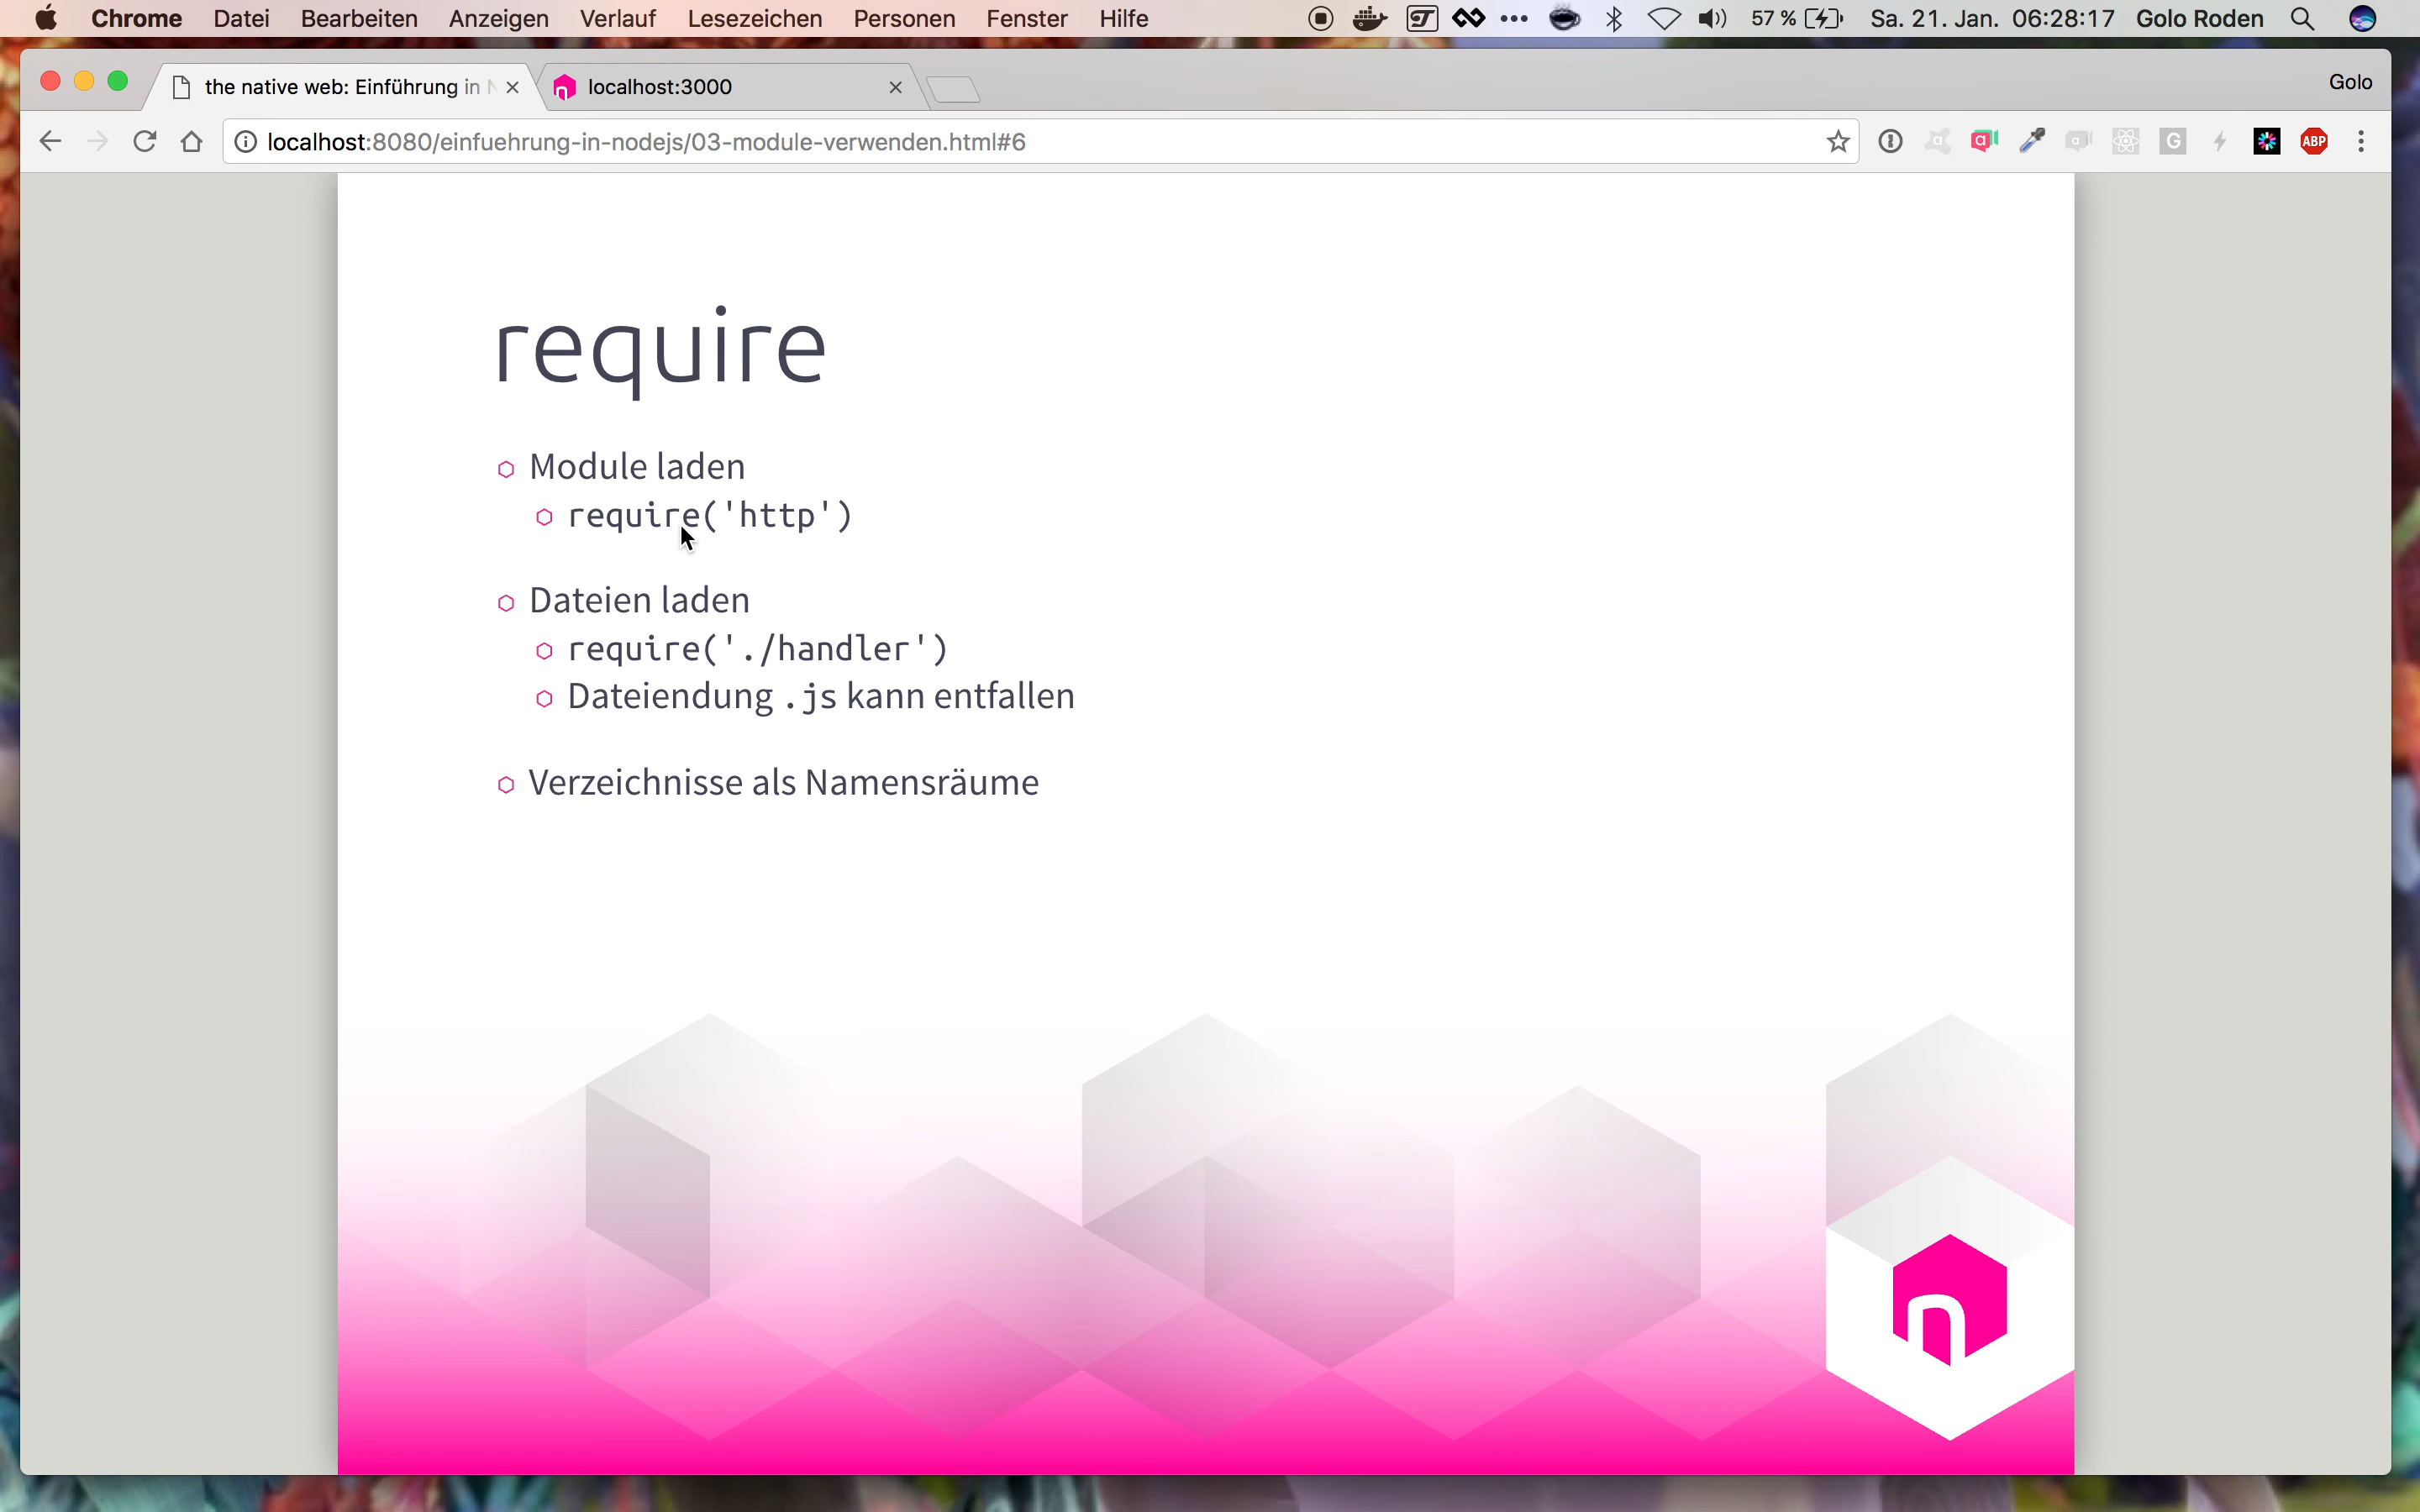 Chrome Datei Bearbeiten Anzeigen Verlauf Lesezeichen Personen Fenster Hilfe 57 % Sa. 21. Jan. 06:28:17 Golo Roden
the native web: Einführung in localhost:3000 Golo
localhost:8080/einfuehrung-in-nodejs/03-module-verwenden.html#6 a a a G ABP
require
Module laden
require('http')
Dateien laden
require('./handler')
Dateiendung .js kann entfallen
Verzeichnisse als Namensräume
n